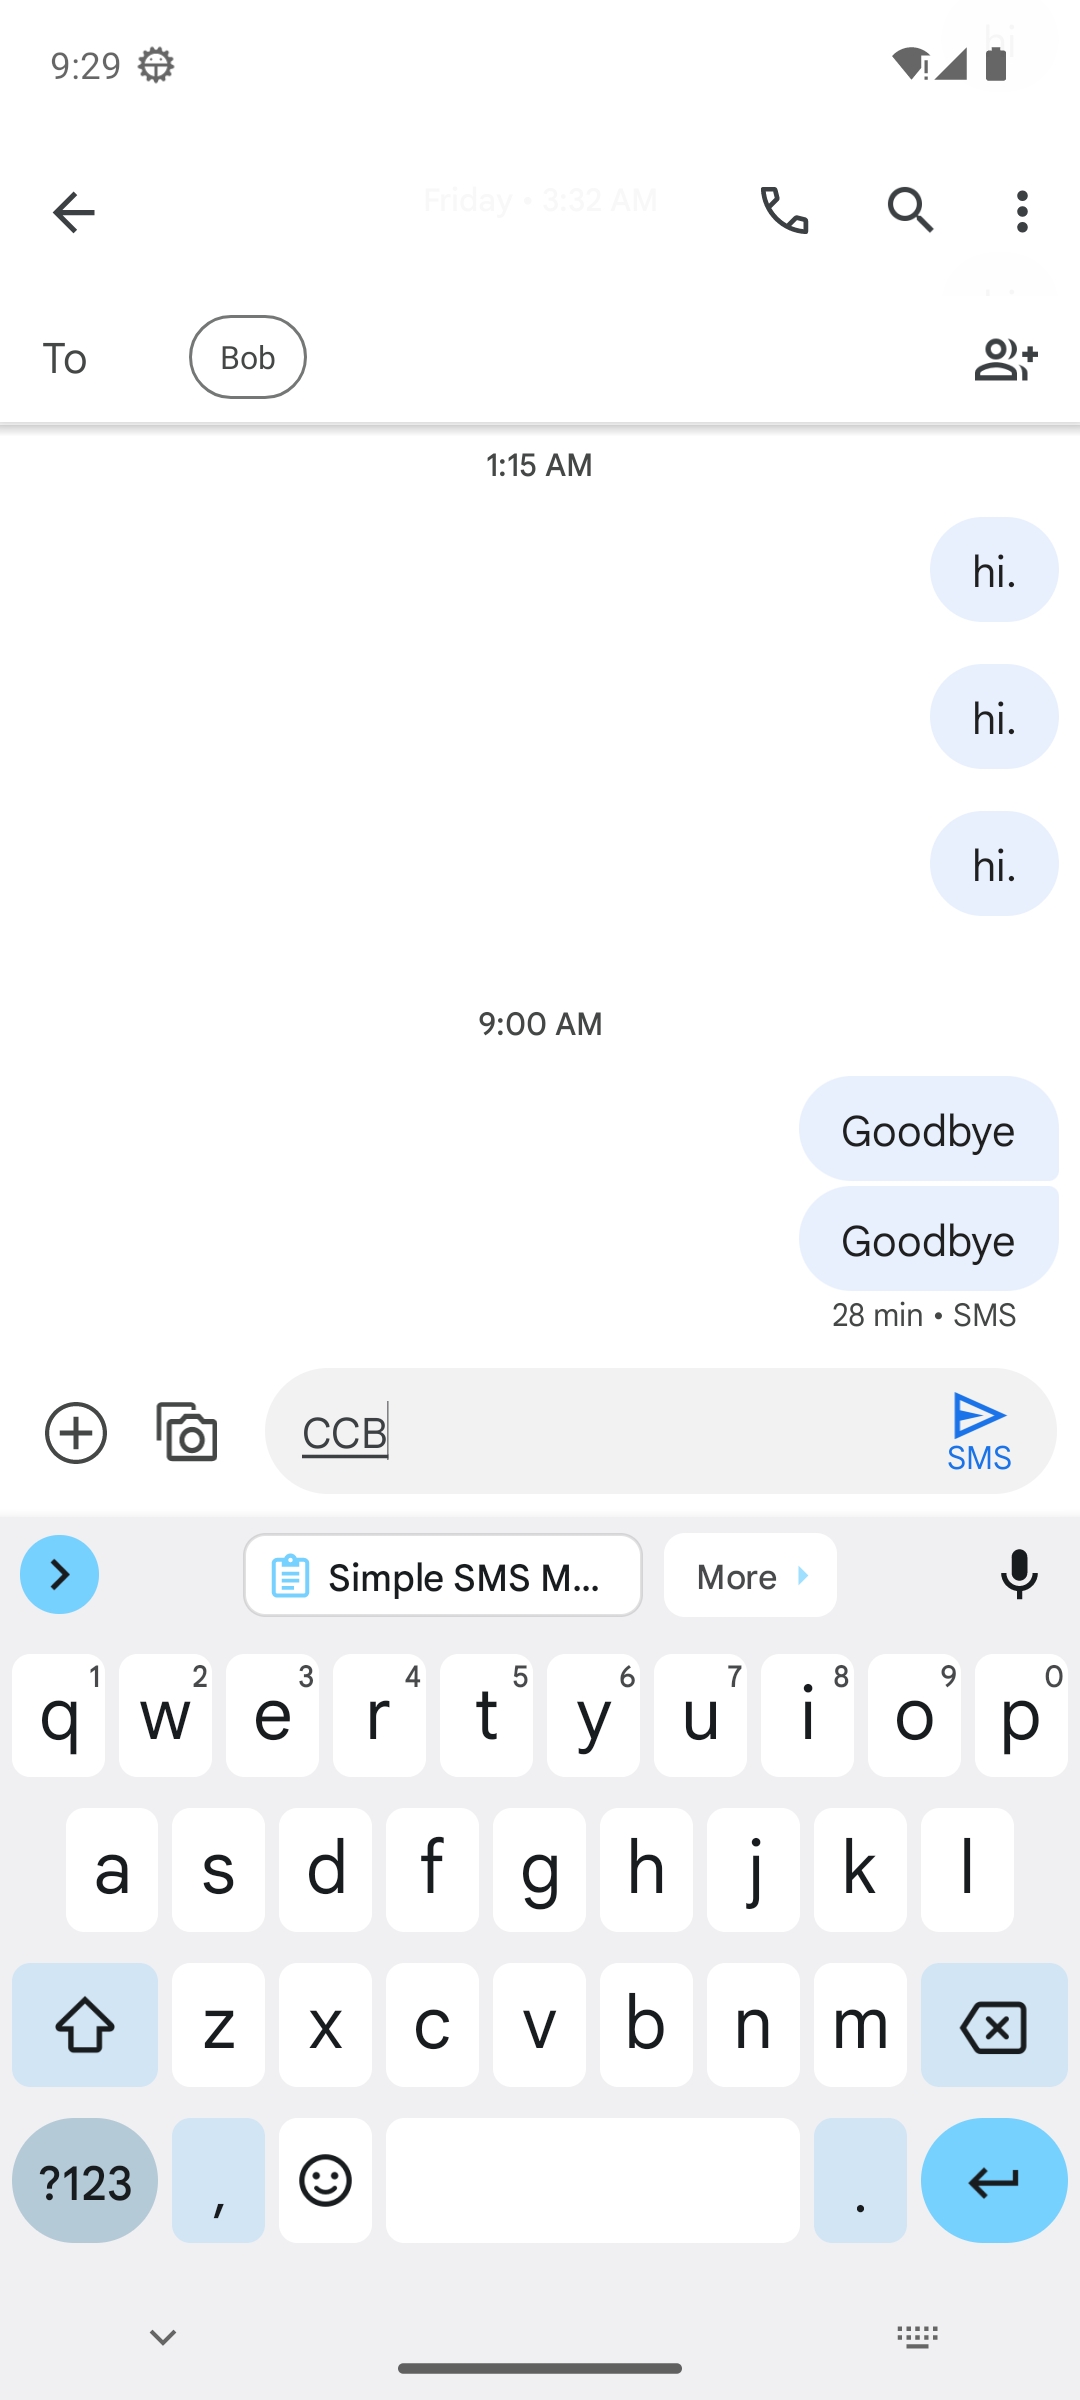 9:29
hi
Friday • 3:32 AM
To
Bob
1:15 AM
hi.
hi.
hi.
9:00 AM
Goodbye
Goodbye
28 min • SMS
CCB
SMS
Simple SMS M...
More
1 2 3 4 5 6 7 8 9 0
q w e r t y u i o p
a s d f g h j k l
z x c v b n m
?123 , .